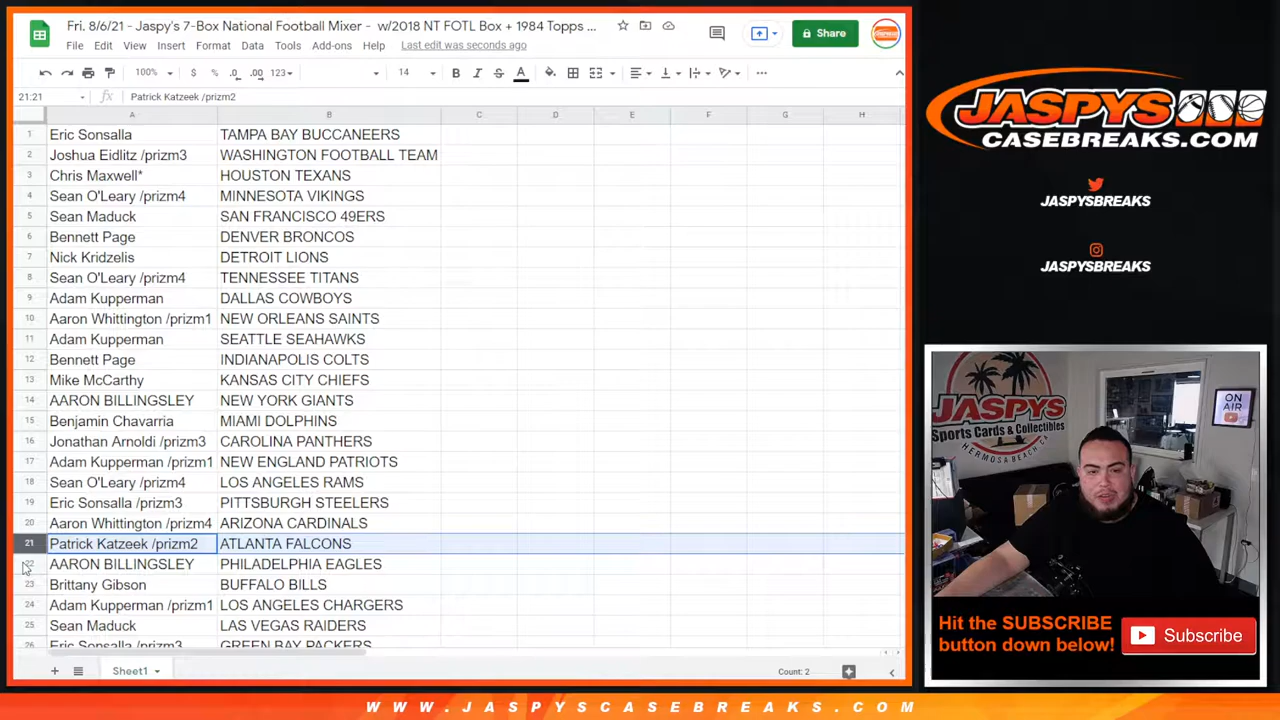 Fri. 8/6/21 - Jaspy's 7-Box National Football Mixer - w/2018 NT FOTL Box + 1984 Topps ...
File Edit View Insert Format Data Tools Add-ons Help Last edit was seconds ago
Share
100% $ % .0 .00 123 14 B I S A
21:21 fx Patrick Katzeek /prizm2
A B C D E F G H
1 Eric Sonsalla TAMPA BAY BUCCANEERS
2 Joshua Eidlitz /prizm3 WASHINGTON FOOTBALL TEAM
3 Chris Maxwell* HOUSTON TEXANS
4 Sean O'Leary /prizm4 MINNESOTA VIKINGS
5 Sean Maduck SAN FRANCISCO 49ERS
6 Bennett Page DENVER BRONCOS
7 Nick Kridzelis DETROIT LIONS
8 Sean O'Leary /prizm4 TENNESSEE TITANS
9 Adam Kupperman DALLAS COWBOYS
10 Aaron Whittington /prizm1 NEW ORLEANS SAINTS
11 Adam Kupperman SEATTLE SEAHAWKS
12 Bennett Page INDIANAPOLIS COLTS
13 Mike McCarthy KANSAS CITY CHIEFS
14 AARON BILLINGSLEY NEW YORK GIANTS
15 Benjamin Chavarria MIAMI DOLPHINS
16 Jonathan Arnoldi /prizm3 CAROLINA PANTHERS
17 Adam Kupperman /prizm1 NEW ENGLAND PATRIOTS
18 Sean O'Leary /prizm4 LOS ANGELES RAMS
19 Eric Sonsalla /prizm3 PITTSBURGH STEELERS
20 Aaron Whittington /prizm4 ARIZONA CARDINALS
21 Patrick Katzeek /prizm2 ATLANTA FALCONS
22 AARON BILLINGSLEY PHILADELPHIA EAGLES
23 Brittany Gibson BUFFALO BILLS
24 Adam Kupperman /prizm1 LOS ANGELES CHARGERS
25 Sean Maduck LAS VEGAS RAIDERS
26 Eric Sonsalla /prizm3 GREEN BAY PACKERS
Sheet1
Count: 2
JASPYS
CASEBREAKS.COM
JASPYSBREAKS
JASPYSBREAKS
JASPYS
Sports Cards & Collectibles
HERMOSA BEACH CA
ON
AIR
Hit the SUBSCRIBE
button down below!
Subscribe
WWW.JASPYSCASEBREAKS.COM